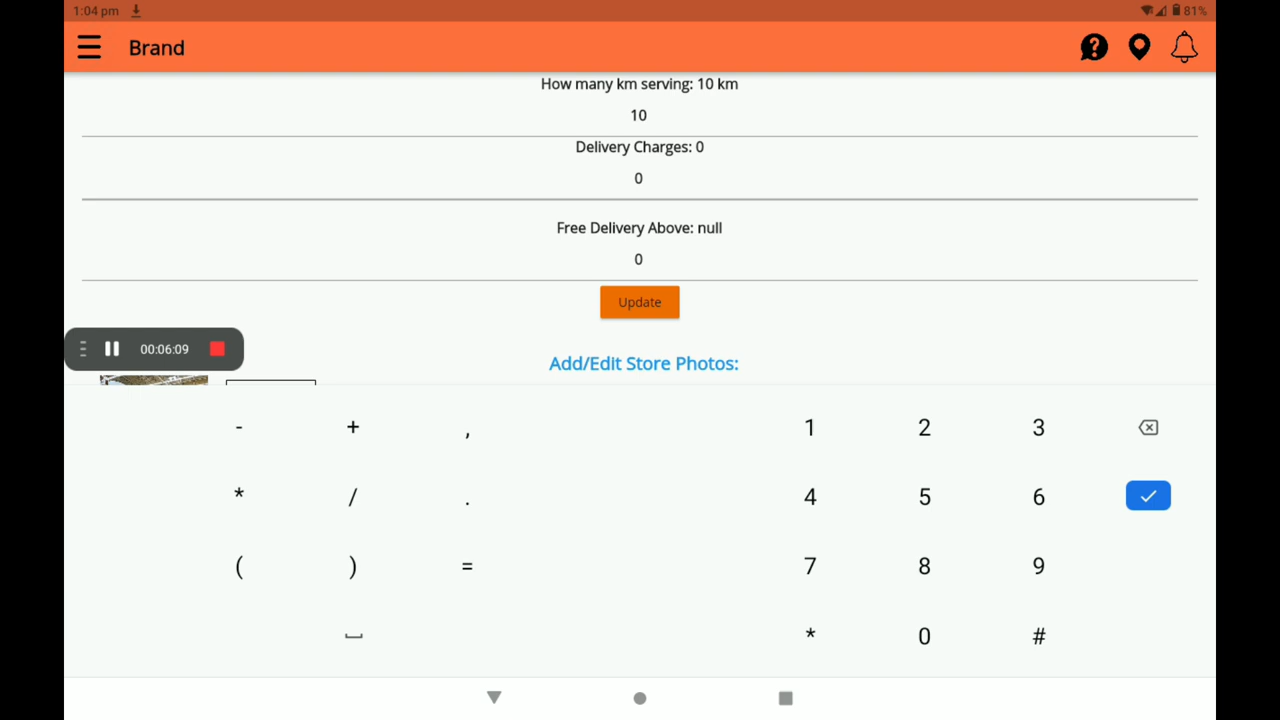 1:04 pm
81%
Brand
How many km serving: 10 km
10
Delivery Charges: 0
0
Free Delivery Above: null
0
Update
00:06:09
Add/Edit Store Photos:
- + , 1 2 3
* / . 4 5 6
( ) = 7 8 9
* 0 #